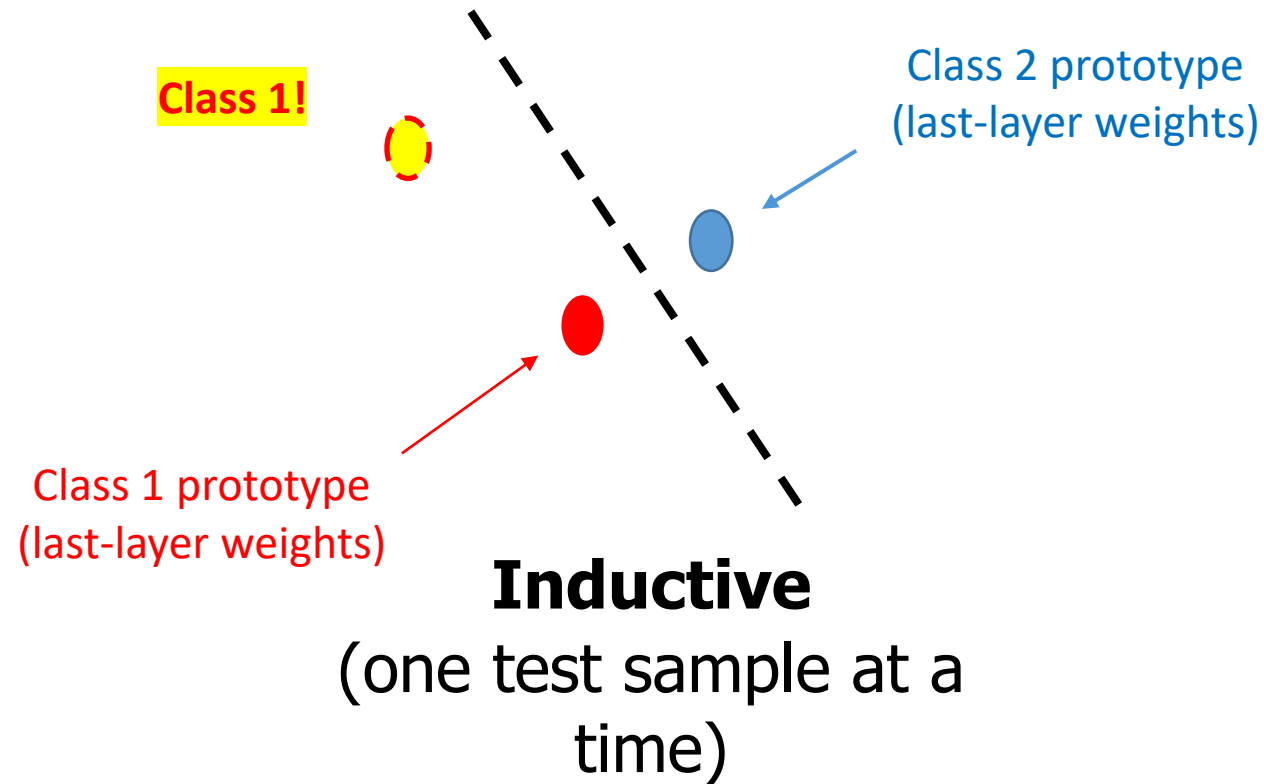 Class 1!
Class 2 prototype
(last-layer weights)
Class 1 prototype
(last-layer weights)
Inductive
(one test sample at a
time)